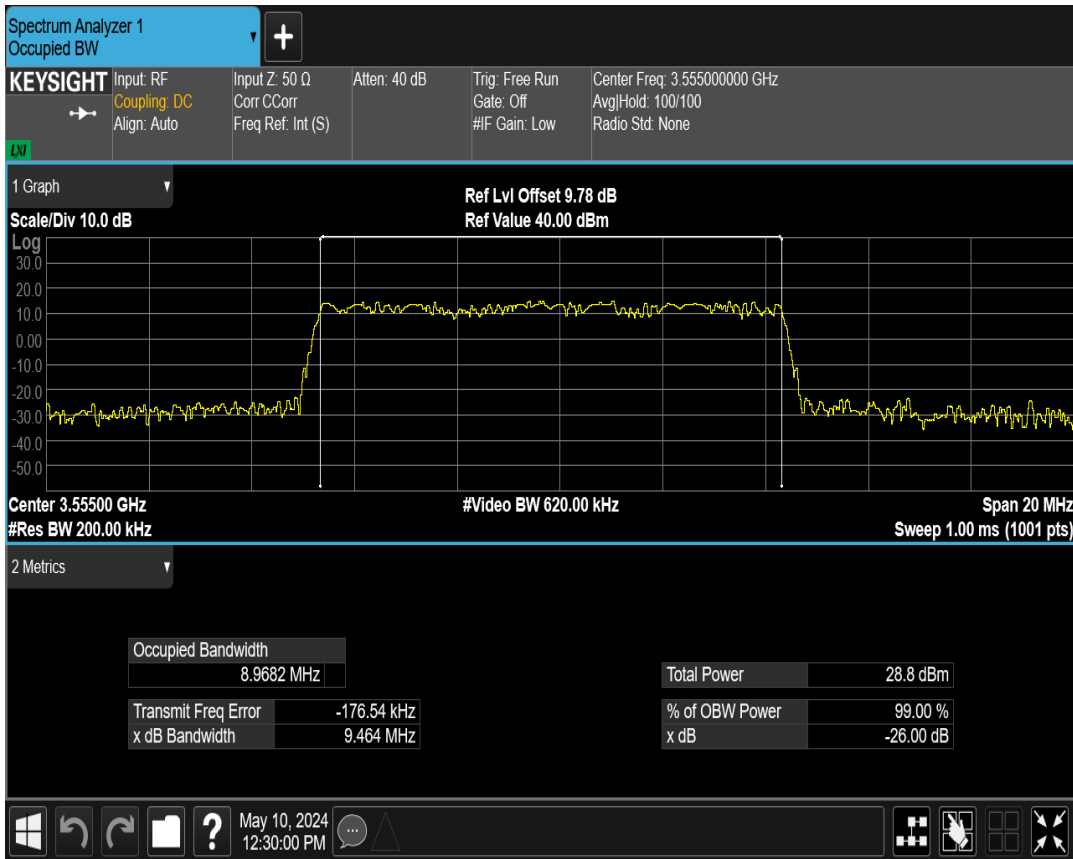 Spectrum Analyzer 1
Occupied BW
+
KEYSIGHT
LXI
Input: RF
Coupling: DC
Align: Auto
Input Z: 50 Ω
Corr CCorr
Freq Ref: Int (S)
Atten: 40 dB
Trig: Free Run
Gate: Off
#IF Gain: Low
Center Freq: 3.555000000 GHz
Avg|Hold: 100/100
Radio Std: None
1 Graph
Scale/Div 10.0 dB
Ref Lvl Offset 9.78 dB
Ref Value 40.00 dBm
Log
30.0
20.0
10.0
0.00
-10.0
-20.0
-30.0
-40.0
-50.0
Center 3.55500 GHz
#Video BW 620.00 kHz
Span 20 MHz
#Res BW 200.00 kHz
Sweep 1.00 ms (1001 pts)
2 Metrics
Occupied Bandwidth
8.9682 MHz
Total Power 28.8 dBm
Transmit Freq Error -176.54 kHz
% of OBW Power 99.00 %
x dB Bandwidth 9.464 MHz
x dB -26.00 dB
?
May 10, 2024
12:30:00 PM